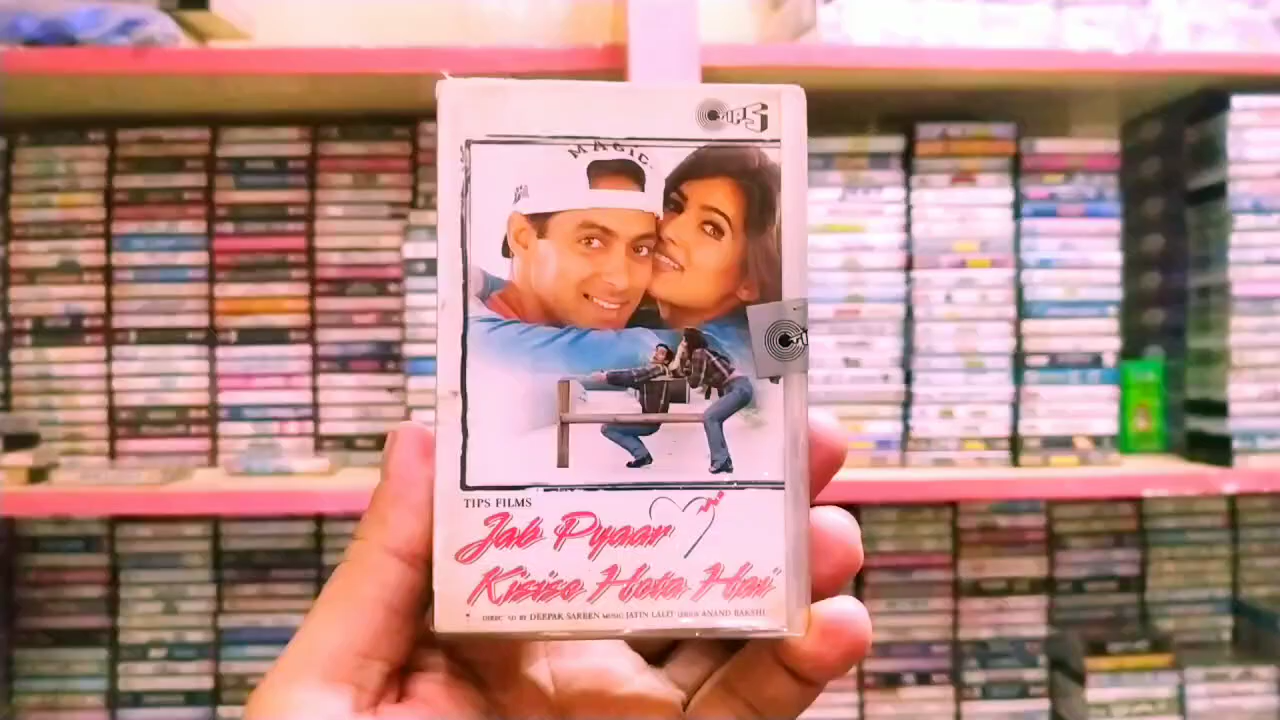 TIPS
MAGIC
TIPS
TIPS FILMS
Jab Pyaar
Kisise Hota Hai
DIRECTED BY DEEPAK SAREEN MUSIC JATIN LALIT LYRICS ANAND BAKSHI